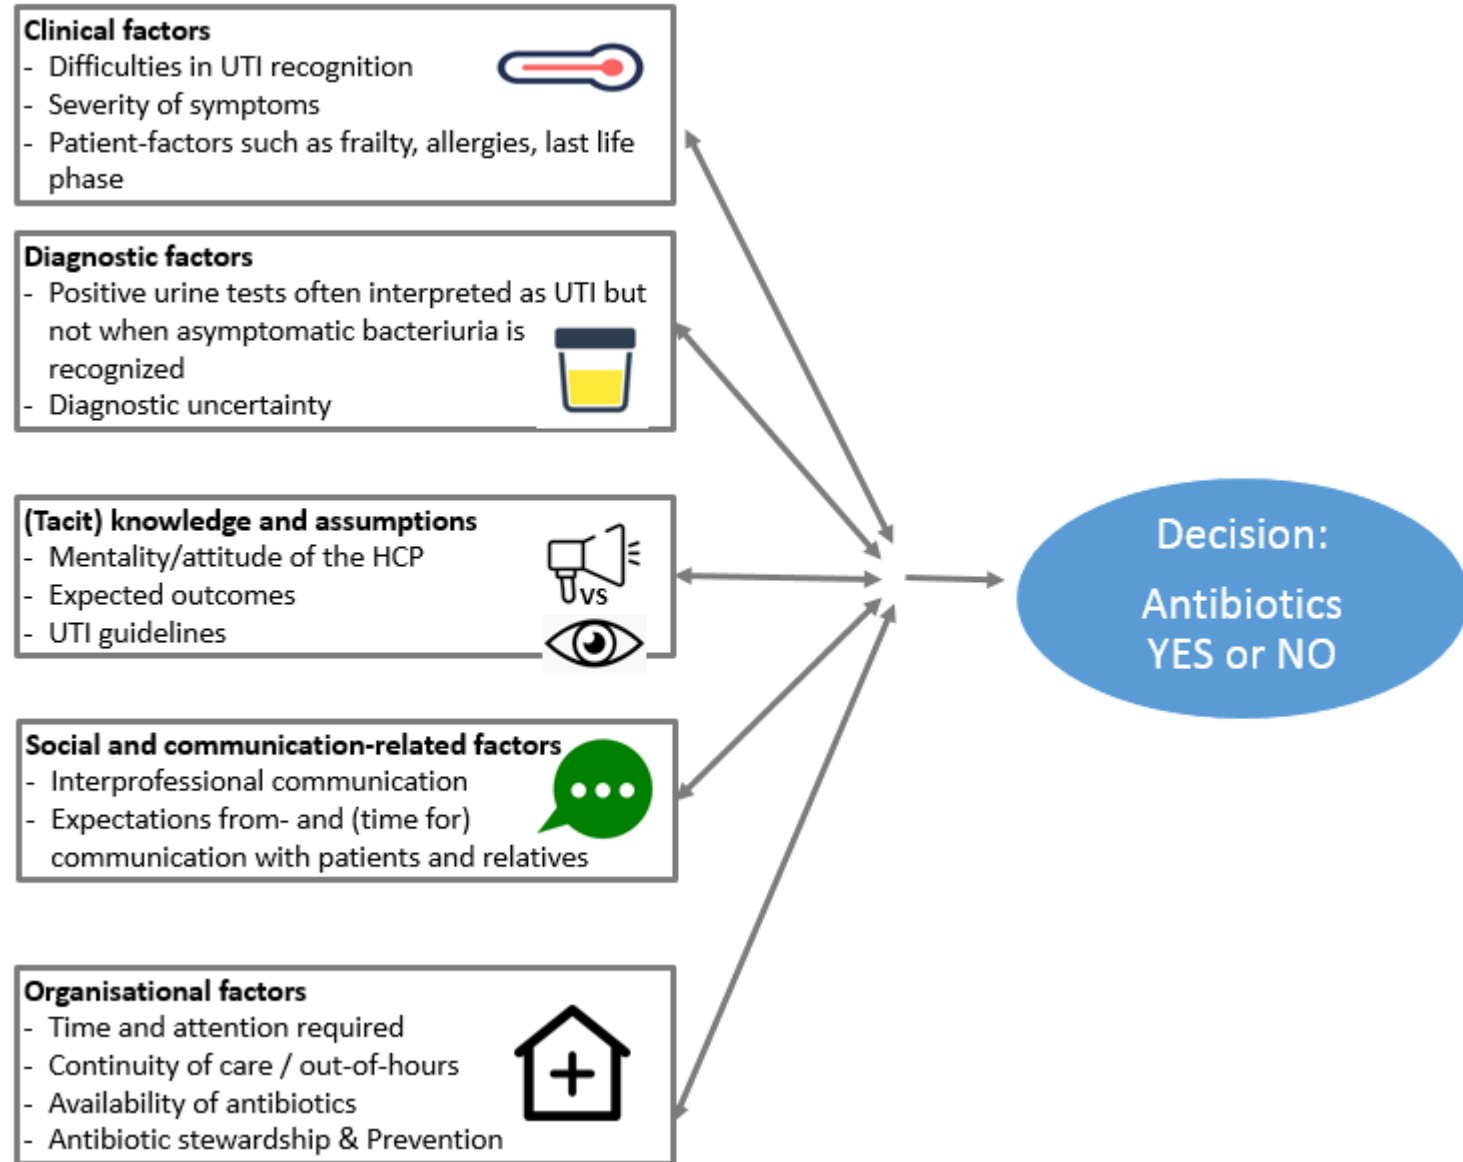 Clinical factors
- Difficulties in UTI recognition
- Severity of symptoms
- Patient-factors such as frailty, allergies, last life
phase
Diagnostic factors
- Positive urine tests often interpreted as UTI but
not when asymptomatic bacteriuria is
recognized
- Diagnostic uncertainty
(Tacit) knowledge and assumptions
- Mentality/attitude of the HCP
- Expected outcomes
- UTI guidelines
vs
Social and communication-related factors
- Interprofessional communication
- Expectations from- and (time for)
communication with patients and relatives
Organisational factors
- Time and attention required
- Continuity of care / out-of-hours
- Availability of antibiotics
- Antibiotic stewardship & Prevention
Decision:
Antibiotics
YES or NO